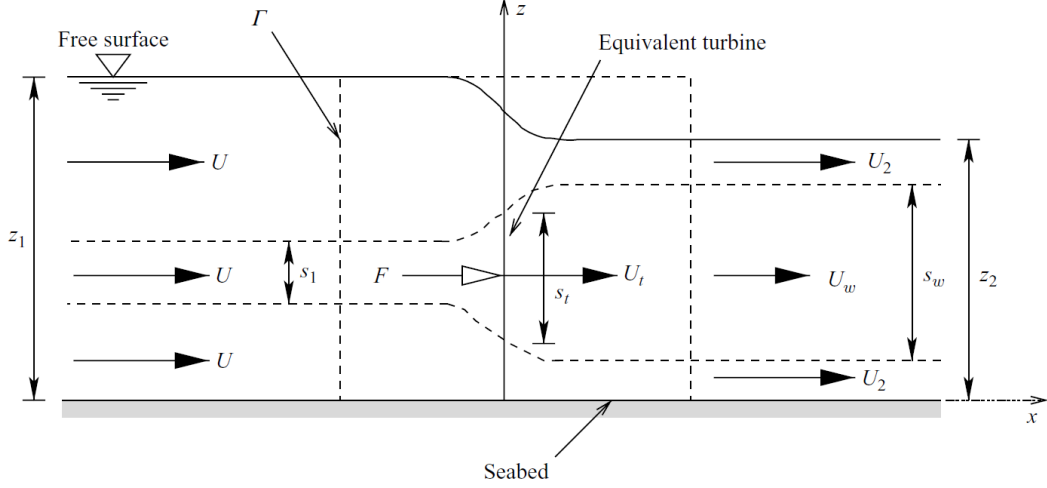 z
Γ
Free surface
Equivalent turbine
U
U₂
z₁
s₁
U
F
Uₜ
sₜ
U_w
s_w
z₂
U
U₂
x
Seabed